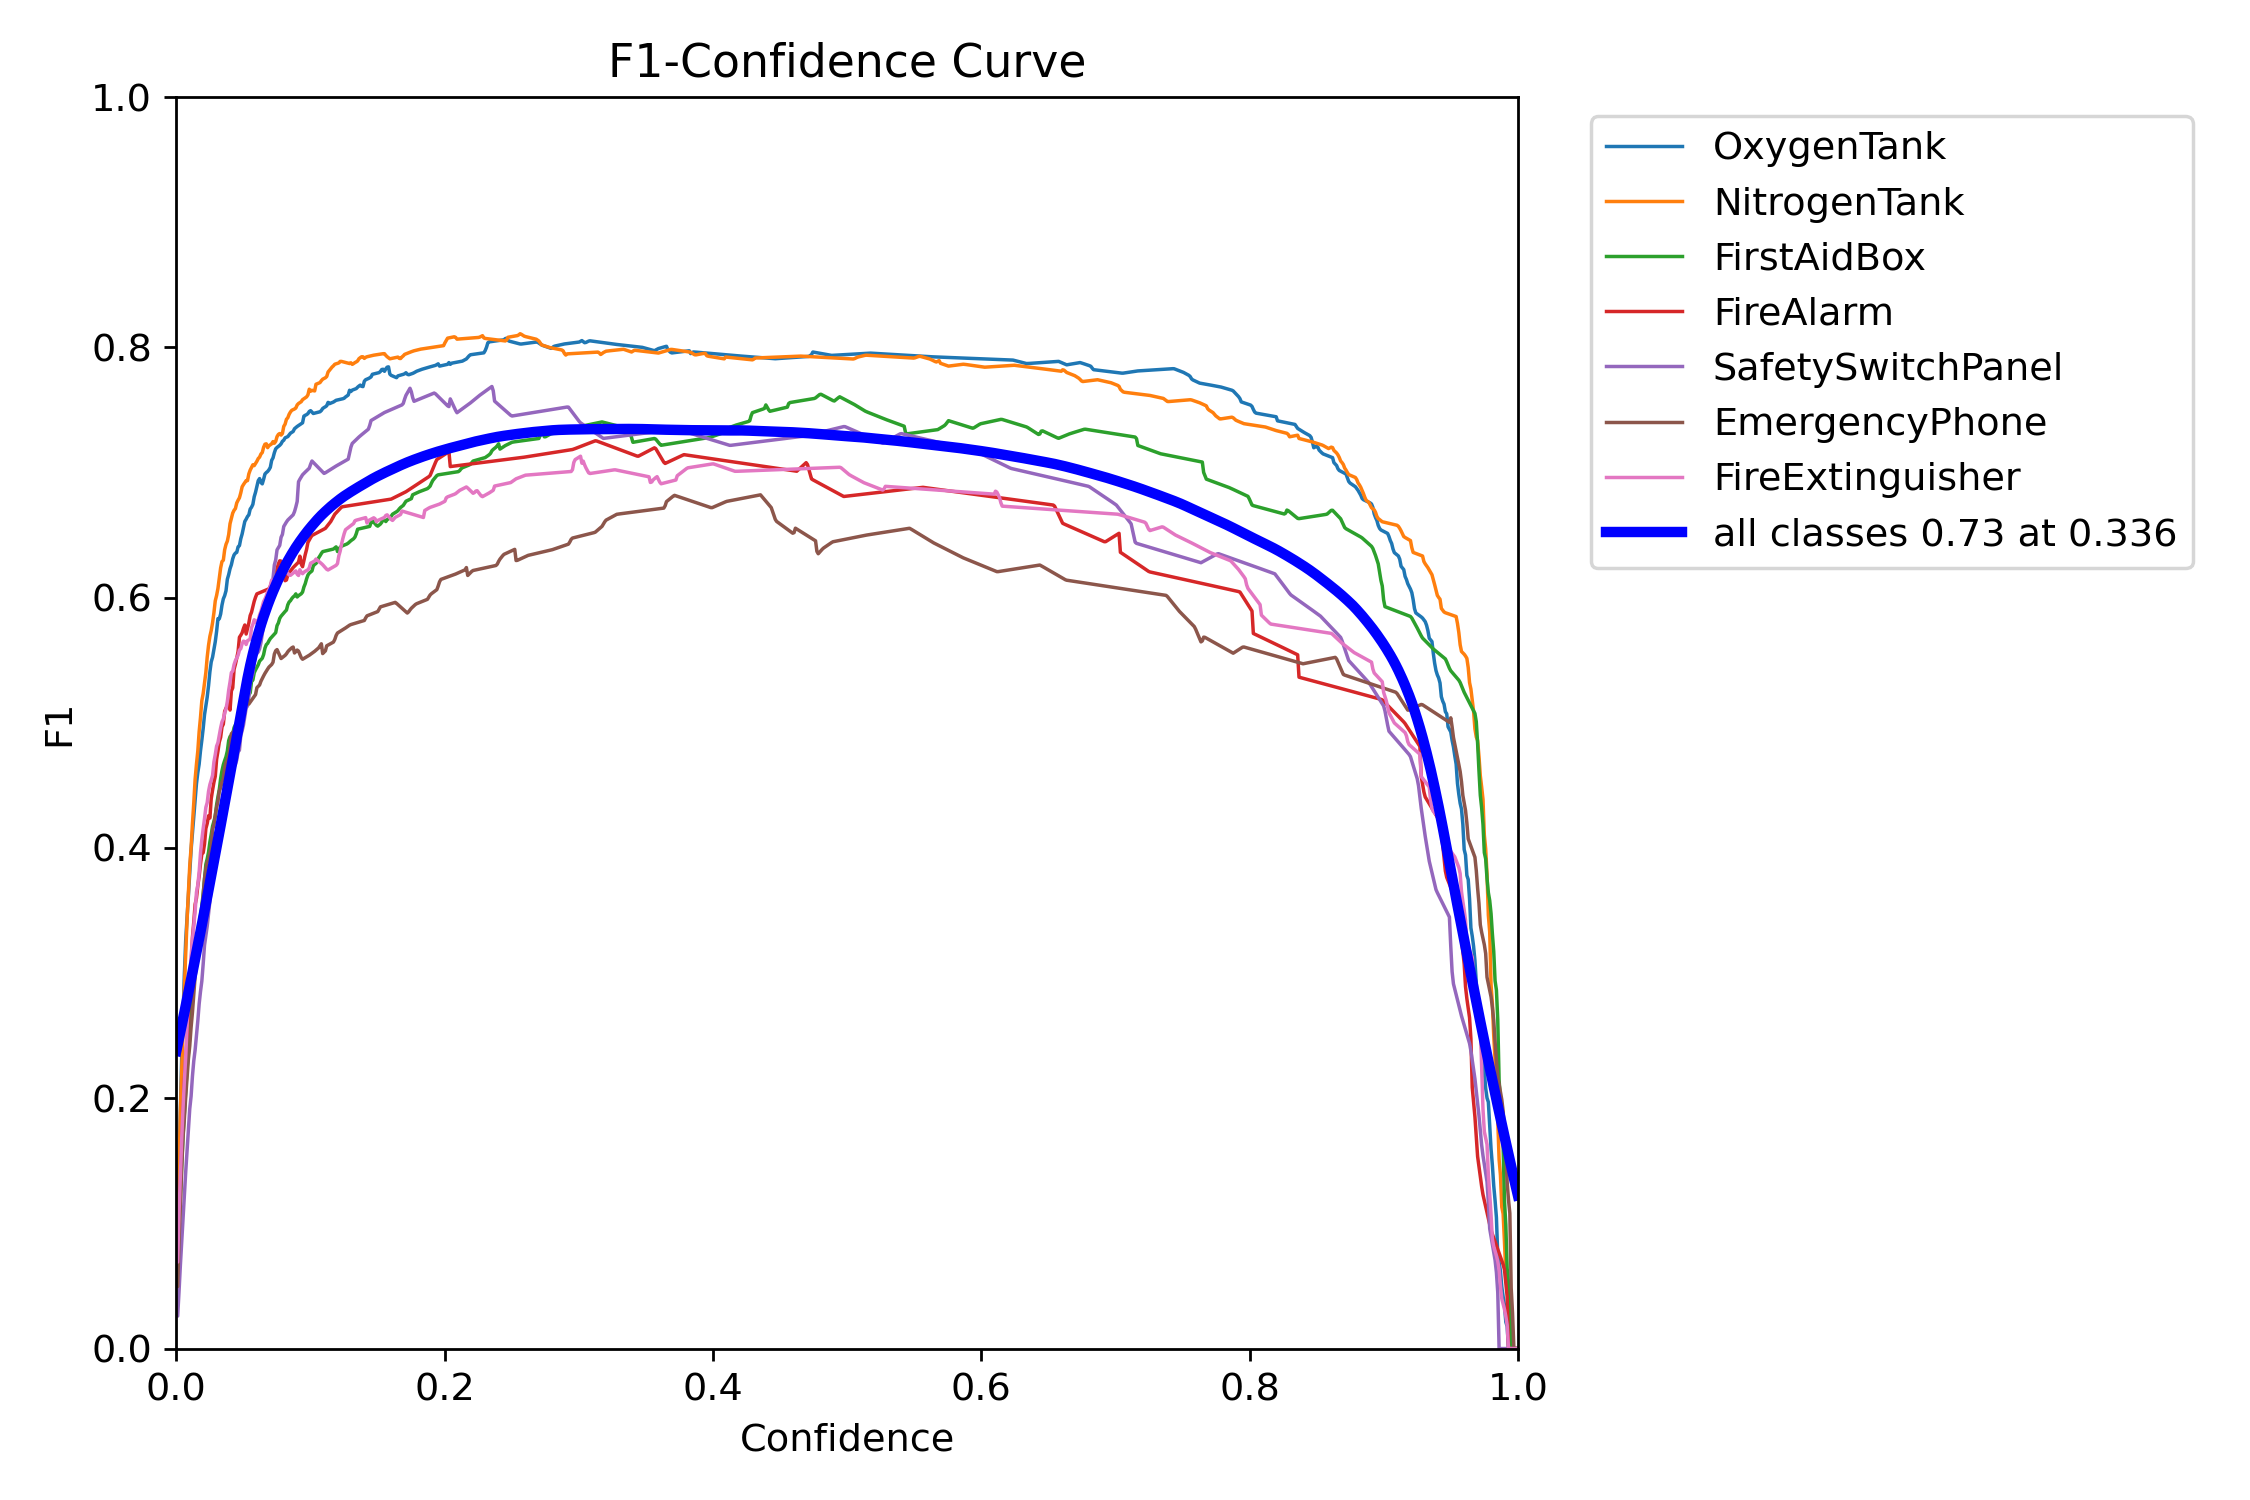 F1-Confidence Curve
1.0
0.8
0.6
0.4
0.2
0.0
F1
0.0 0.2 0.4 0.6 0.8 1.0
Confidence
OxygenTank
NitrogenTank
FirstAidBox
FireAlarm
SafetySwitchPanel
EmergencyPhone
FireExtinguisher
all classes 0.73 at 0.336